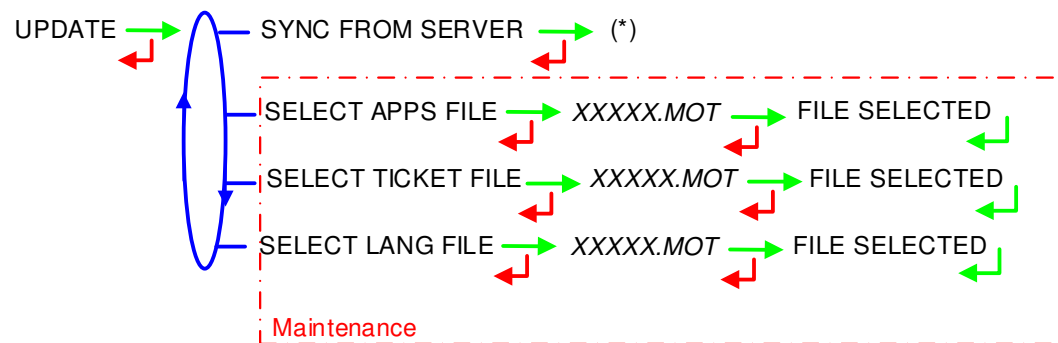 UPDATE SYNC FROM SERVER (*)
SELECT APPS FILE XXXXX.MOT FILE SELECTED
SELECT TICKET FILE XXXXX.MOT FILE SELECTED
SELECT LANG FILE XXXXX.MOT FILE SELECTED
Maintenance